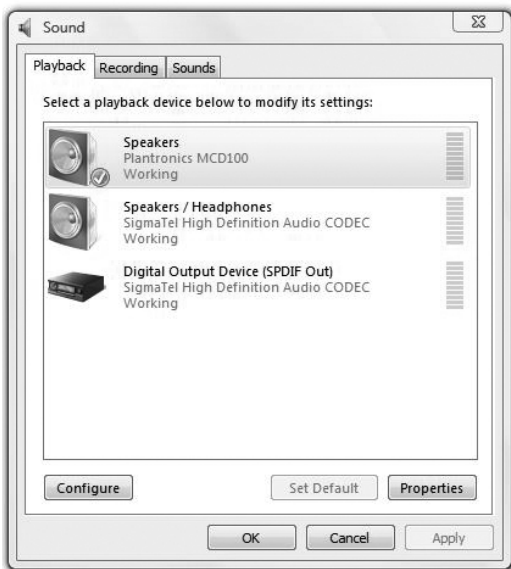 Sound
Playback Recording Sounds
Select a playback device below to modify its settings:
Speakers
Plantronics MCD100
Working
Speakers / Headphones
SigmaTel High Definition Audio CODEC
Working
Digital Output Device (SPDIF Out)
SigmaTel High Definition Audio CODEC
Working
Configure Set Default Properties
OK Cancel Apply